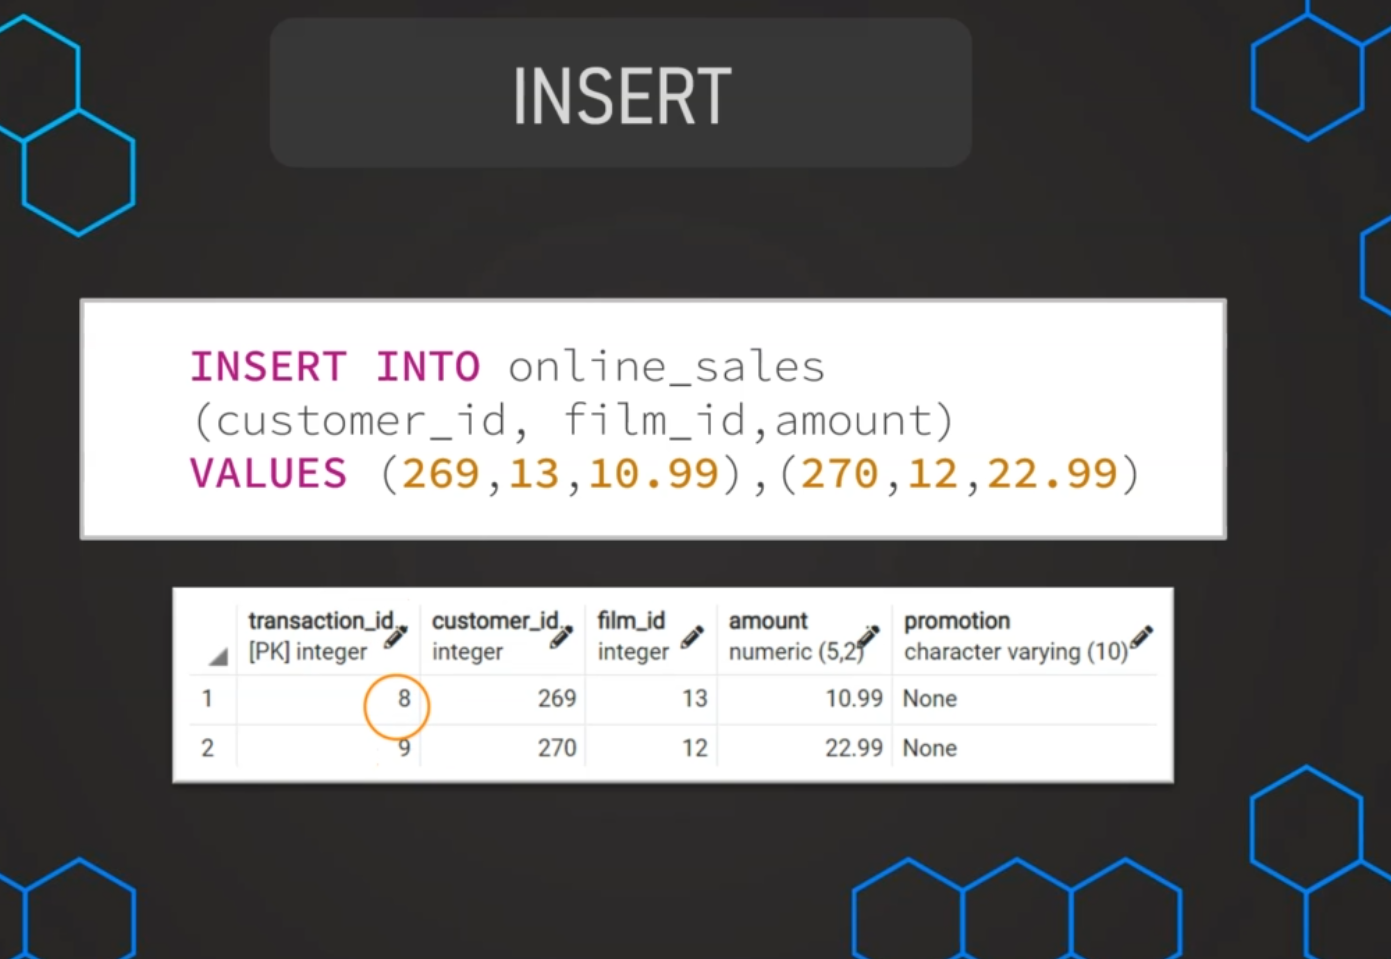 INSERT
INSERT INTO online_sales
(customer_id, film_id,amount)
VALUES (269,13,10.99),(270,12,22.99)
transaction_id customer_id film_id amount promotion
[PK] integer integer integer numeric (5,2) character varying (10)
1 8 269 13 10.99 None
2 9 270 12 22.99 None